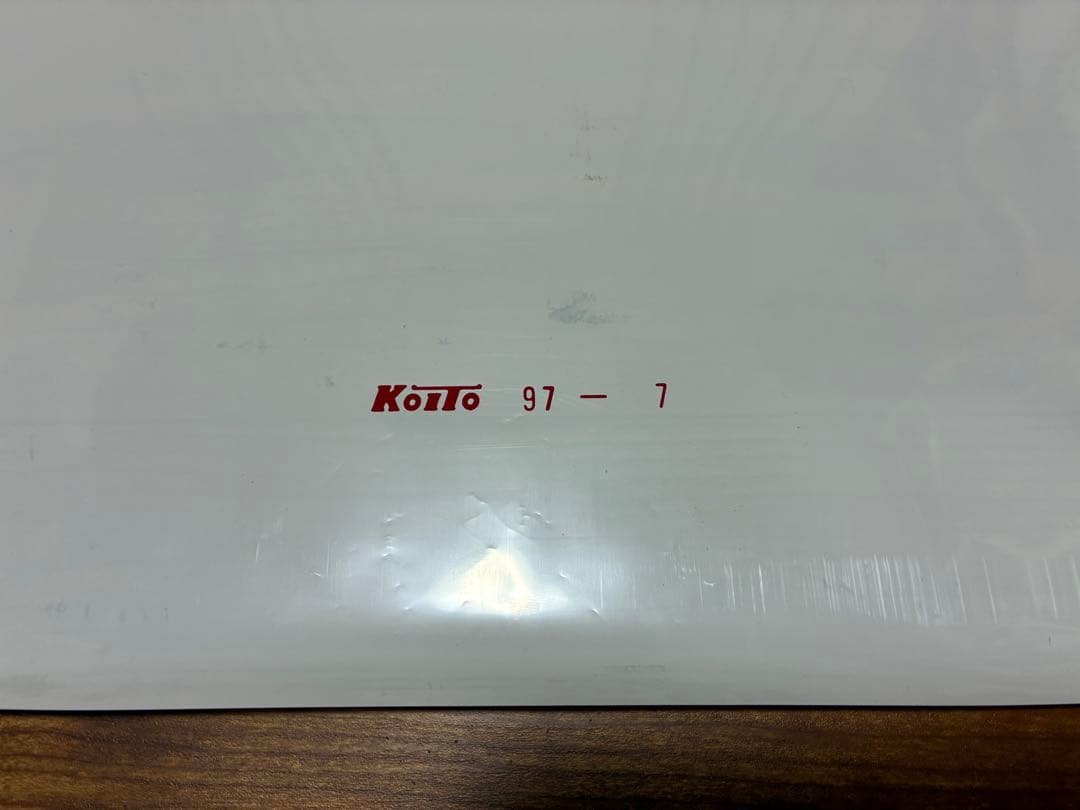 KOITO 97 — 7